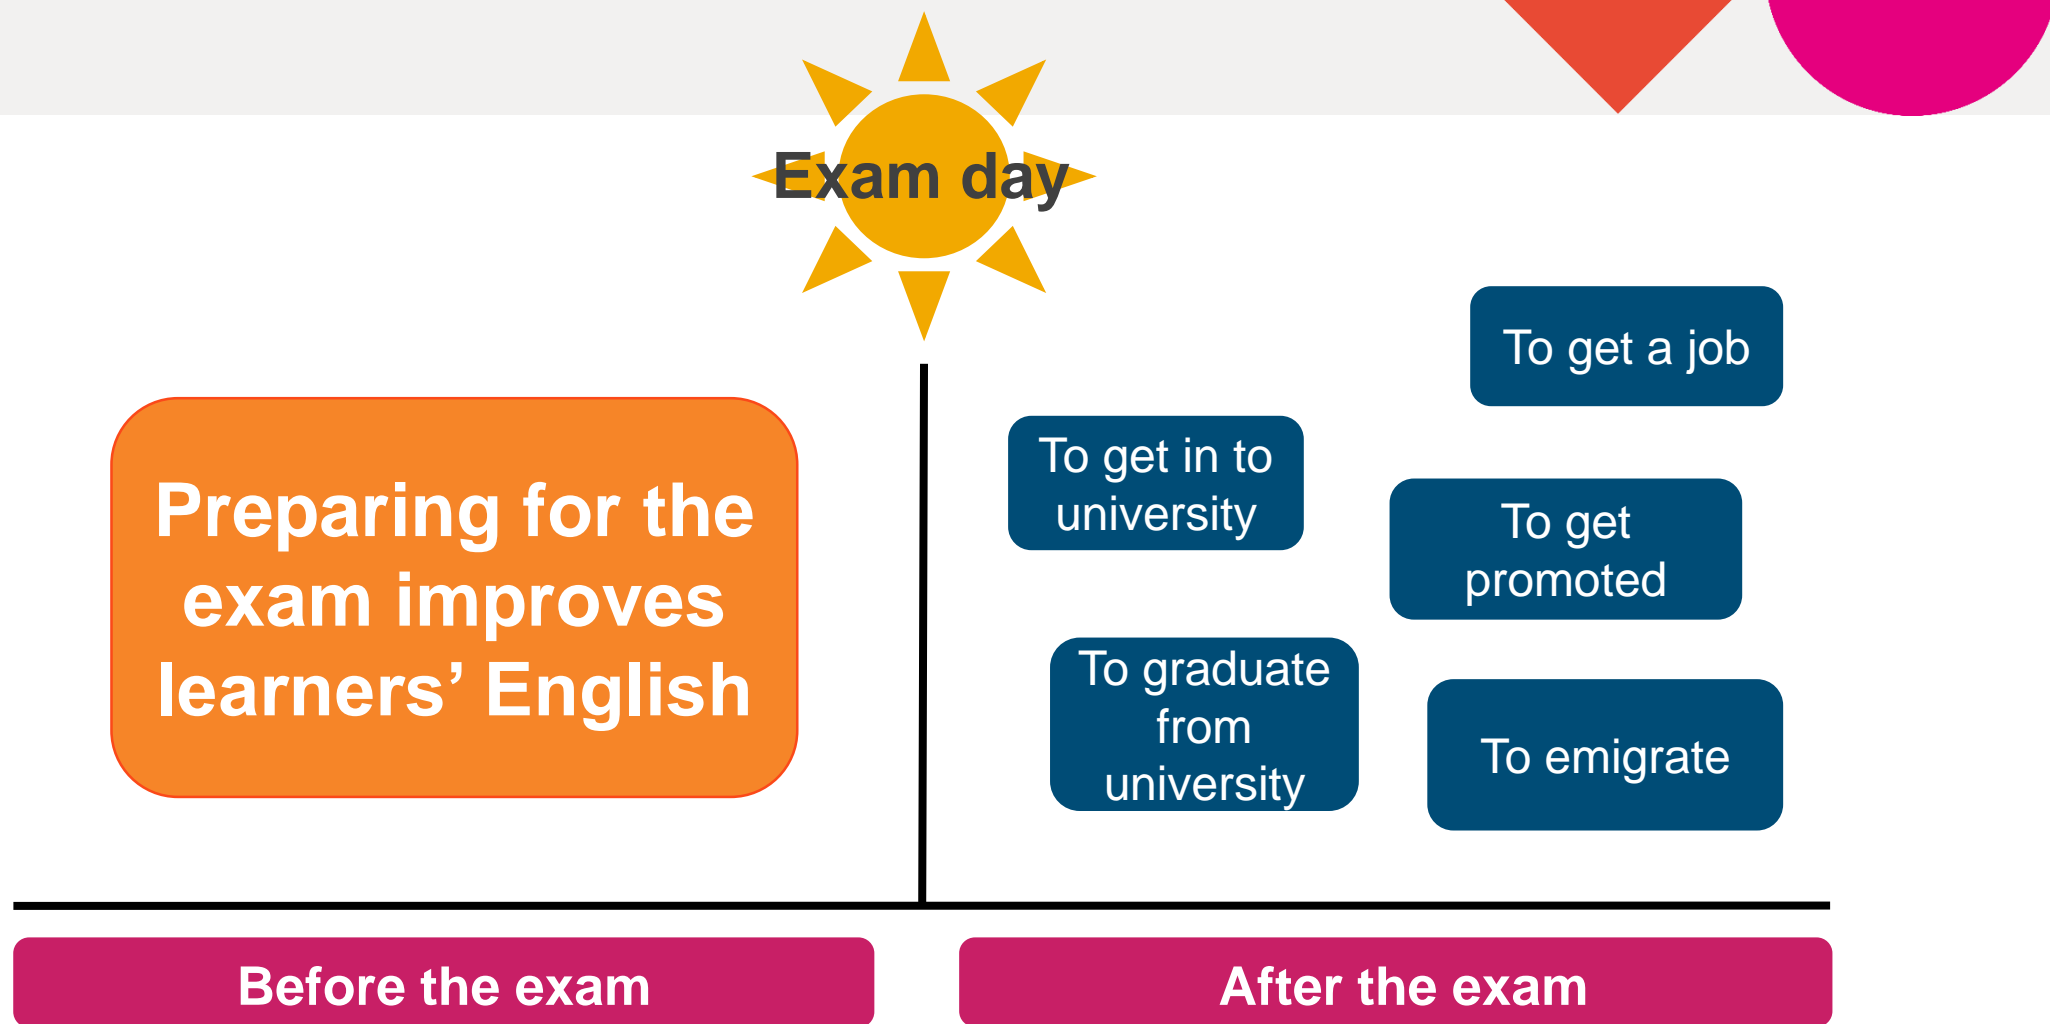 Exam day
Preparing for the
exam improves
learners’ English
To get a job
To get in to
university
To get
promoted
To graduate
from
university
To emigrate
Before the exam
After the exam